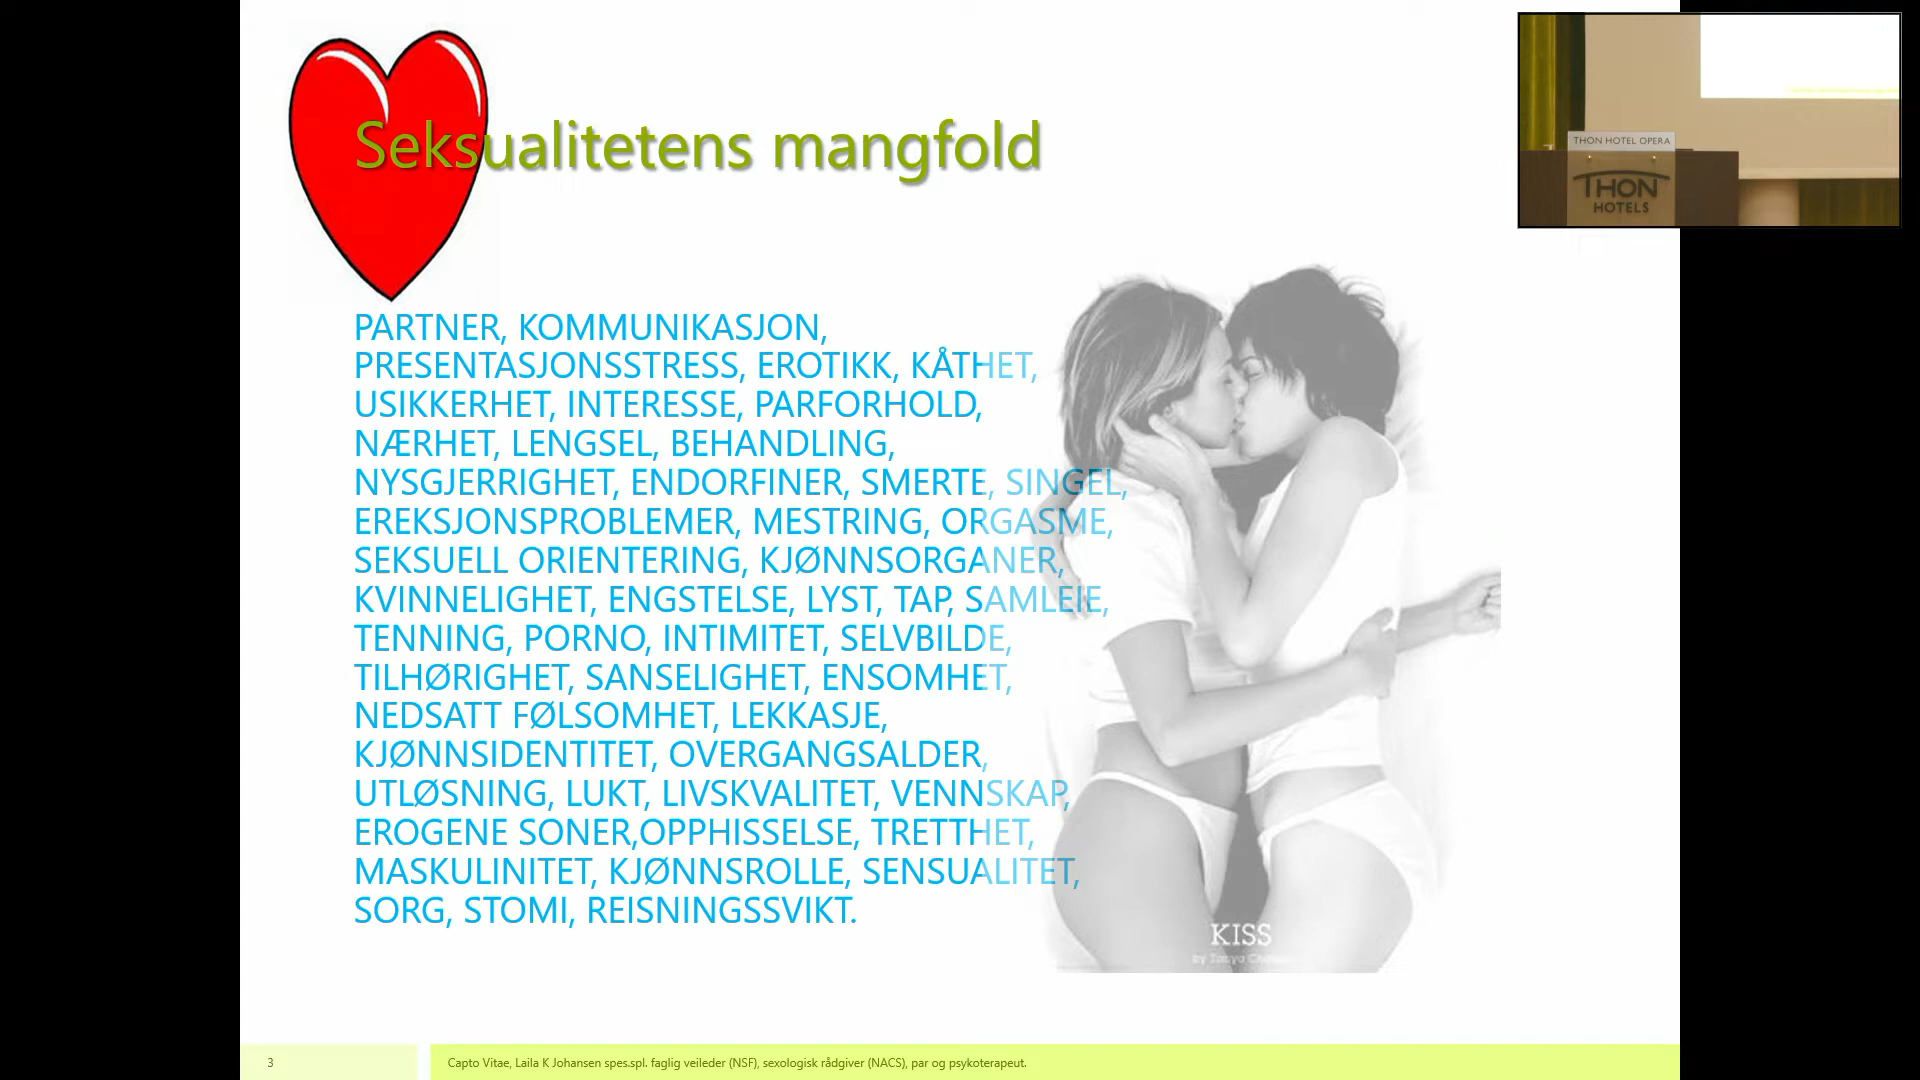 Seksualitetens mangfold
THON HOTEL OPERA
THON
HOTELS
PARTNER, KOMMUNIKASJON,
PRESENTASJONSSTRESS, EROTIKK, KÅTHET,
USIKKERHET, INTERESSE, PARFORHOLD,
NÆRHET, LENGSEL, BEHANDLING,
NYSGJERRIGHET, ENDORFINER, SMERTE, SINGEL,
EREKSJONSPROBLEMER, MESTRING, ORGASME,
SEKSUELL ORIENTERING, KJØNNSORGANER,
KVINNELIGHET, ENGSTELSE, LYST, TAP, SAMLEIE,
TENNING, PORNO, INTIMITET, SELVBILDE,
TILHØRIGHET, SANSELIGHET, ENSOMHET,
NEDSATT FØLSOMHET, LEKKASJE,
KJØNNSIDENTITET, OVERGANGSALDER,
UTLØSNING, LUKT, LIVSKVALITET, VENNSKAP,
EROGENE SONER,OPPHISSELSE, TRETTHET,
MASKULINITET, KJØNNSROLLE, SENSUALITET,
SORG, STOMI, REISNINGSSVIKT.
KISS
by Tanya
3
Capto Vitae, Laila K Johansen spes.spl. faglig veileder (NSF), sexologisk rådgiver (NACS), par og psykoterapeut.